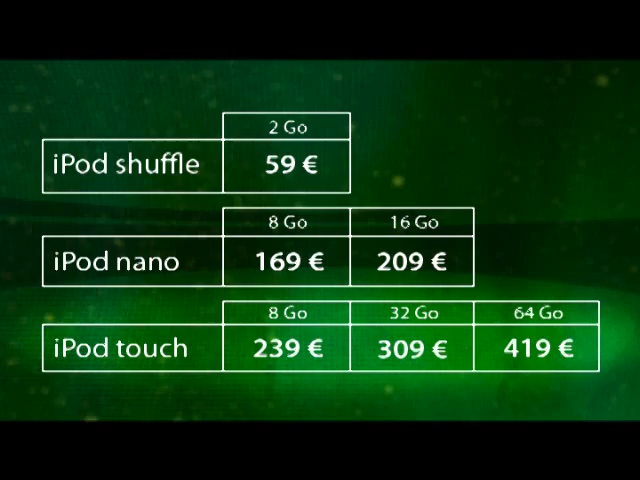 2 Go
iPod shuffle 59 €
8 Go 16 Go
iPod nano 169 € 209 €
8 Go 32 Go 64 Go
iPod touch 239 € 309 € 419 €